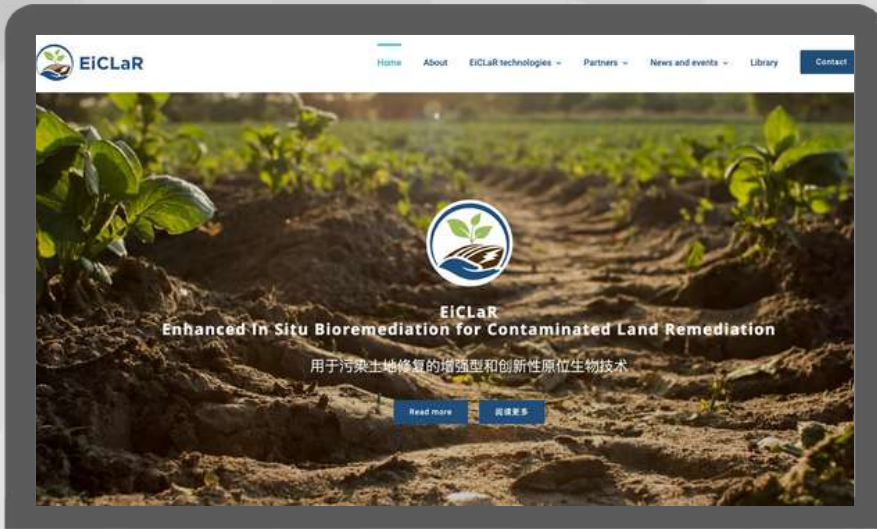 EiCLaR
Home About EiCLaR technologies Partners News and events Library Contact
EiCLaR
Enhanced In Situ Bioremediation for Contaminated Land Remediation
用于污染土地修复的增强型和创新性原位生物技术
Read more 阅读更多